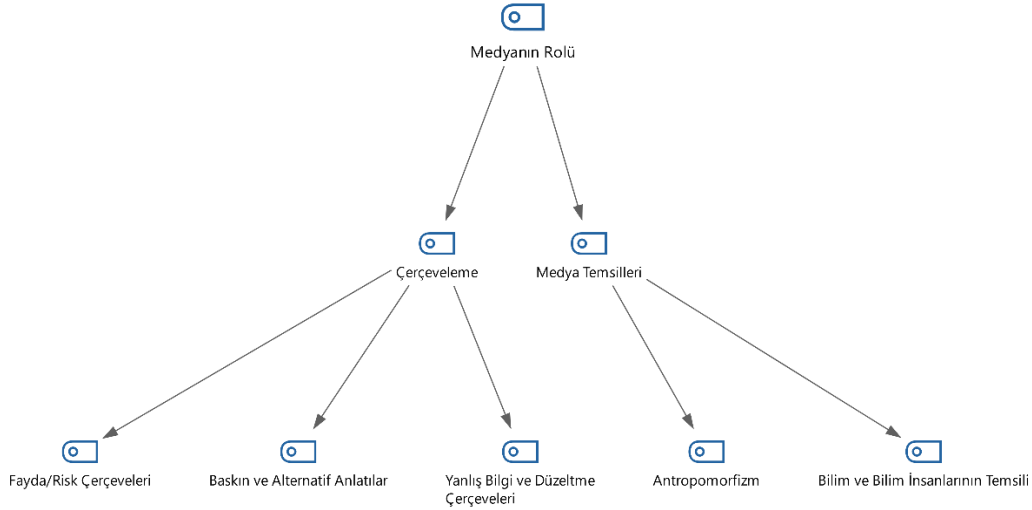 Medyanın Rolü
Çerçeveleme
Medya Temsilleri
Fayda/Risk Çerçeveleri
Baskın ve Alternatif Anlatılar
Yanlış Bilgi ve Düzeltme
Çerçeveleri
Antropomorfizm
Bilim ve Bilim İnsanlarının Temsili